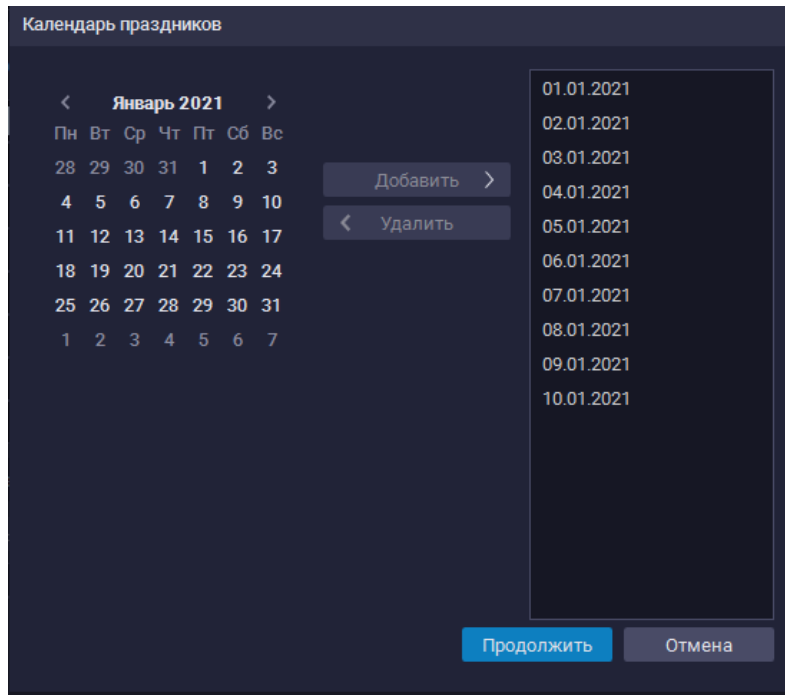 Календарь праздников
Январь 2021
Пн Вт Ср Чт Пт Сб Вс
28 29 30 31 1 2 3
4 5 6 7 8 9 10
11 12 13 14 15 16 17
18 19 20 21 22 23 24
25 26 27 28 29 30 31
1 2 3 4 5 6 7
Добавить
Удалить
01.01.2021
02.01.2021
03.01.2021
04.01.2021
05.01.2021
06.01.2021
07.01.2021
08.01.2021
09.01.2021
10.01.2021
Продолжить
Отмена